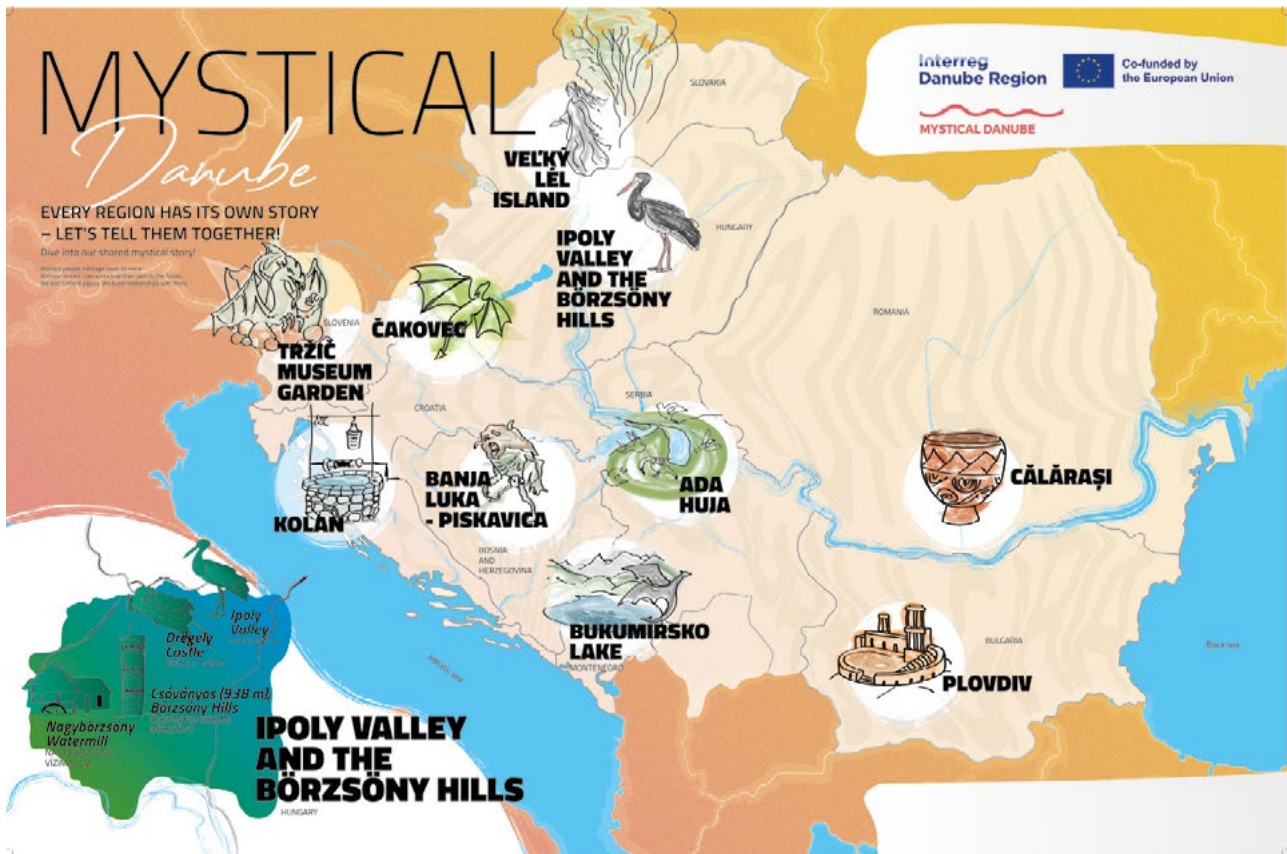 MYSTICAL
Danube
EVERY REGION HAS ITS OWN STORY
– LET'S TELL THEM TOGETHER!
Dive into our shared mystical story!
Interreg
Danube Region
Co-funded by
the European Union
MYSTICAL DANUBE
SLOVAKIA
VEĽKÝ
LÉL
ISLAND
HUNGARY
IPOLY
VALLEY
AND THE
BÖRZSÖNY
HILLS
ROMANIA
SLOVENIA
ČAKOVEC
TRŽIČ
MUSEUM
GARDEN
CROATIA
SERBIA
KOLAN
BANJA
LUKA
- PISKAVICA
ADA
HUJA
CĂLĂRAȘI
BOSNIA
AND
HERZEGOVINA
BUKUMIRSKO
LAKE
MONTENEGRO
BULGARIA
PLOVDIV
Black sea
Adriatic sea
Ipoly
Valley
Drégely
Castle
Csóványos (938 m),
Börzsöny Hills
Nagybörzsöny
Watermill
IPOLY VALLEY
AND THE
BÖRZSÖNY HILLS
HUNGARY